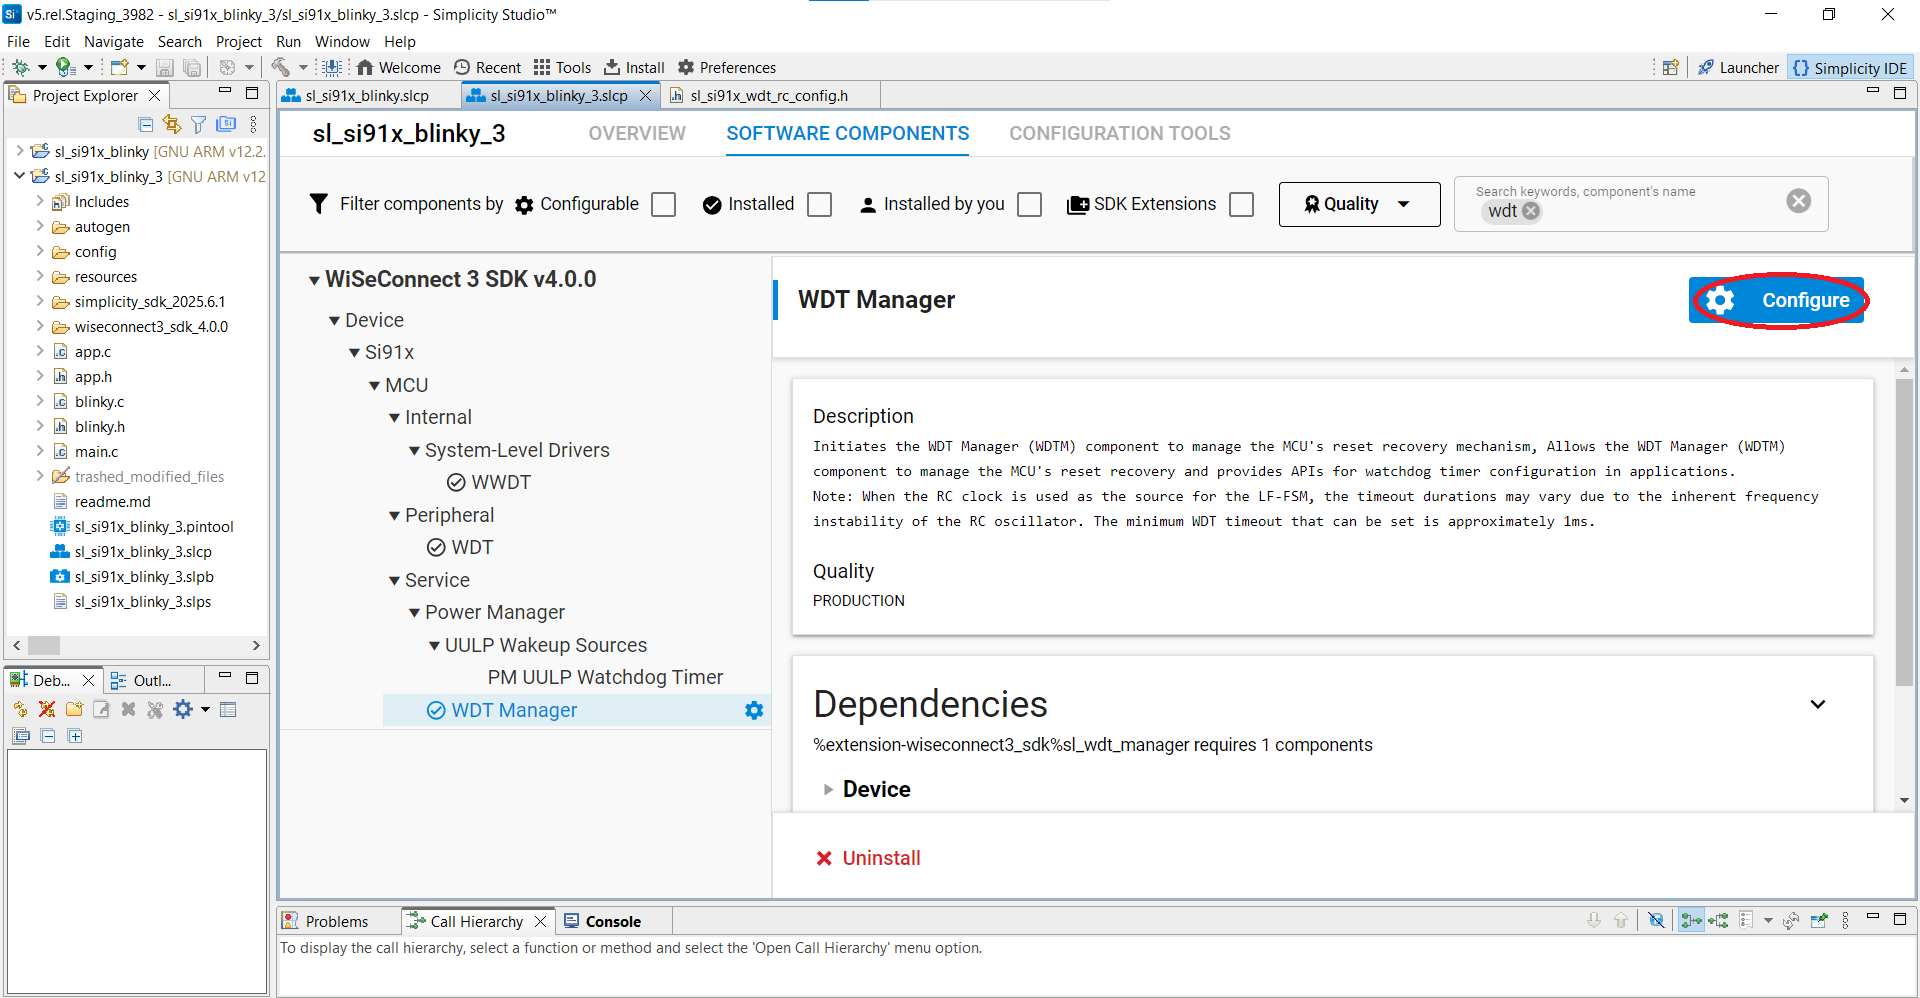 v5.rel.Staging_3982 - sl_si91x_blinky_3/sl_si91x_blinky_3.slcp - Simplicity Studio™
File Edit Navigate Search Project Run Window Help
Welcome Recent Tools Install Preferences Launcher Simplicity IDE
Project Explorer
sl_si91x_blinky [GNU ARM v12.2.
sl_si91x_blinky_3 [GNU ARM v12
Includes
autogen
config
resources
simplicity_sdk_2025.6.1
wiseconnect3_sdk_4.0.0
app.c
app.h
blinky.c
blinky.h
main.c
trashed_modified_files
readme.md
sl_si91x_blinky_3.pintool
sl_si91x_blinky_3.slcp
sl_si91x_blinky_3.slpb
sl_si91x_blinky_3.slps
Deb... Outl...
sl_si91x_blinky.slcp sl_si91x_blinky_3.slcp sl_si91x_wdt_rc_config.h
sl_si91x_blinky_3 OVERVIEW SOFTWARE COMPONENTS CONFIGURATION TOOLS
Filter components by Configurable Installed Installed by you SDK Extensions Quality
Search keywords, component's name
wdt
WiSeConnect 3 SDK v4.0.0
Device
Si91x
MCU
Internal
System-Level Drivers
WWDT
Peripheral
WDT
Service
Power Manager
UULP Wakeup Sources
PM UULP Watchdog Timer
WDT Manager
WDT Manager
Configure
Description
Initiates the WDT Manager (WDTM) component to manage the MCU's reset recovery mechanism, Allows the WDT Manager (WDTM)
component to manage the MCU's reset recovery and provides APIs for watchdog timer configuration in applications.
Note: When the RC clock is used as the source for the LF-FSM, the timeout durations may vary due to the inherent frequency
instability of the RC oscillator. The minimum WDT timeout that can be set is approximately 1ms.
Quality
PRODUCTION
Dependencies
%extension-wiseconnect3_sdk%sl_wdt_manager requires 1 components
Device
Uninstall
Problems Call Hierarchy Console
To display the call hierarchy, select a function or method and select the 'Open Call Hierarchy' menu option.